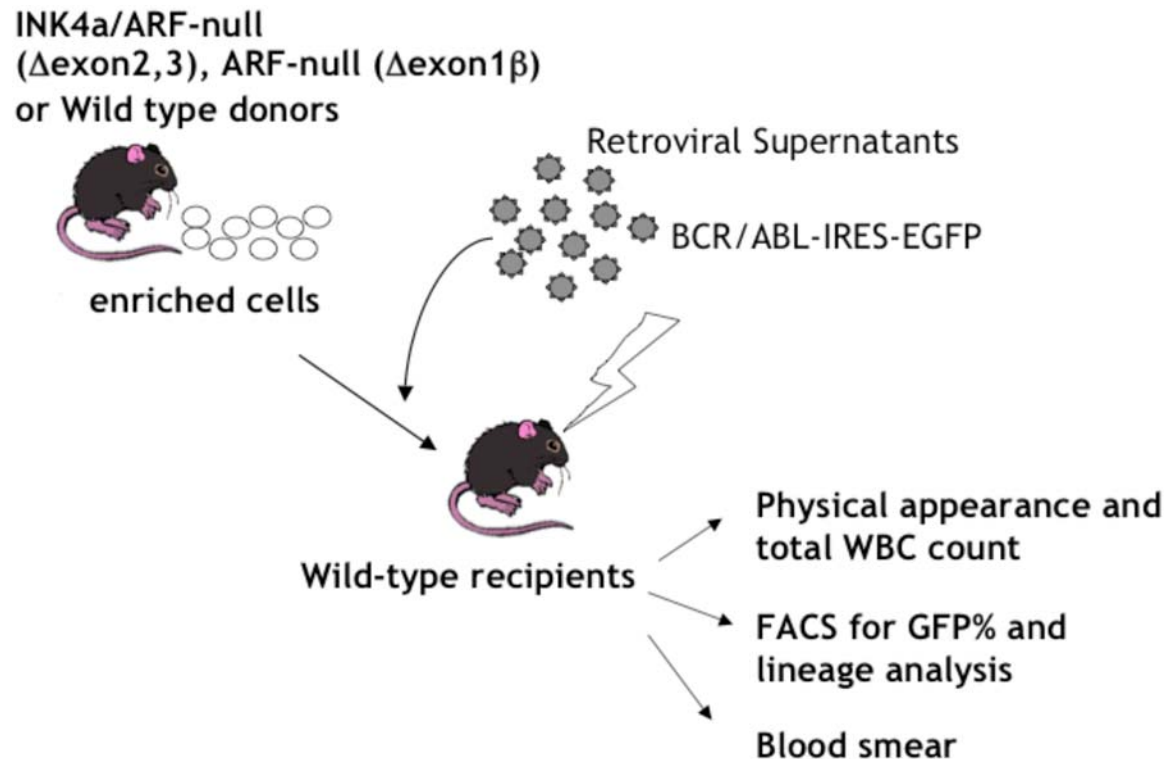 INK4a/ARF-null
(Δexon2,3), ARF-null (Δexon1β)
or Wild type donors
Retroviral Supernatants
BCR/ABL-IRES-EGFP
enriched cells
Wild-type recipients
Physical appearance and
total WBC count
FACS for GFP% and
lineage analysis
Blood smear